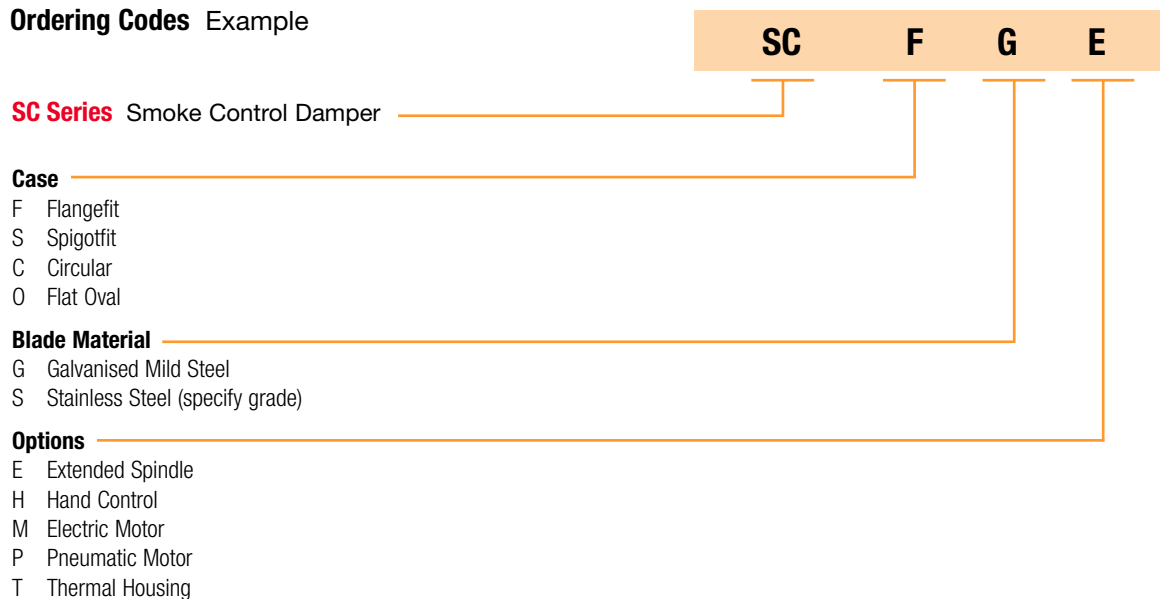 Ordering Codes Example
SC F G E
SC Series Smoke Control Damper
Case
F Flangefit
S Spigotfit
C Circular
O Flat Oval
Blade Material
G Galvanised Mild Steel
S Stainless Steel (specify grade)
Options
E Extended Spindle
H Hand Control
M Electric Motor
P Pneumatic Motor
T Thermal Housing